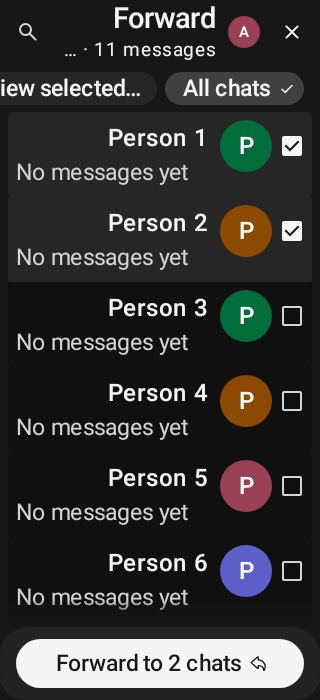 Forward
A
… · 11 messages
iew selected…
All chats
Person 1
P
No messages yet
Person 2
P
No messages yet
Person 3
P
No messages yet
Person 4
P
No messages yet
Person 5
P
No messages yet
Person 6
P
No messages yet
Forward to 2 chats